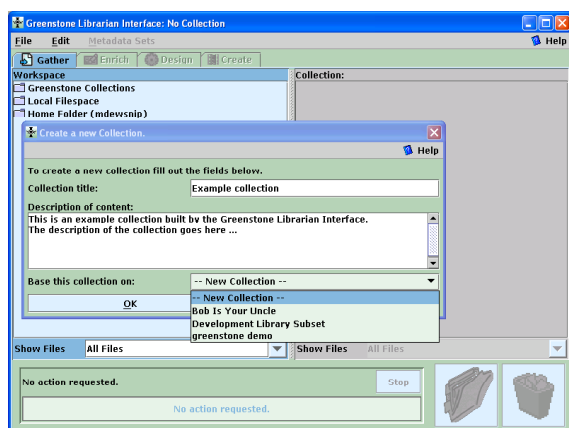 Greenstone Librarian Interface: No Collection
File Edit Metadata Sets Help
Gather Enrich Design Create
Workspace Collection:
Greenstone Collections
Local Filespace
Home Folder (mdewsnip)
Create a new Collection.
Help
To create a new collection fill out the fields below.
Collection title: Example collection
Description of content:
This is an example collection built by the Greenstone Librarian Interface.
The description of the collection goes here ...
Base this collection on: -- New Collection --
-- New Collection --
OK
Bob Is Your Uncle
Development Library Subset
greenstone demo
Show Files All Files Show Files All Files
No action requested. Stop
No action requested.